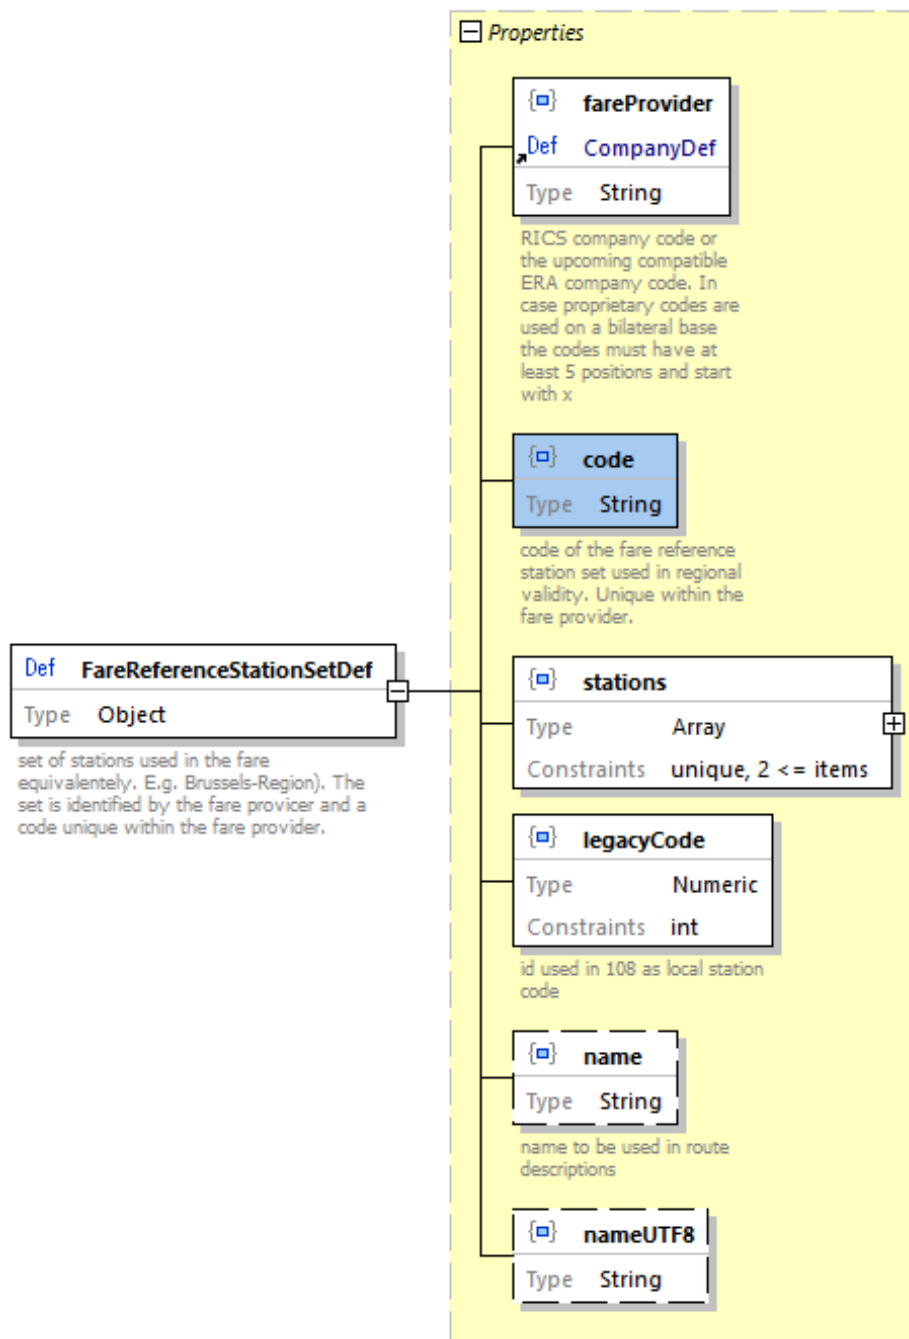 Properties
fareProvider
Def CompanyDef
Type String
RICS company code or
the upcoming compatible
ERA company code. In
case proprietary codes are
used on a bilateral base
the codes must have at
least 5 positions and start
with x
code
Type String
code of the fare reference
station set used in regional
validity. Unique within the
fare provider.
Def FareReferenceStationSetDef
Type Object
set of stations used in the fare
equivalentely. E.g. Brussels-Region). The
set is identified by the fare provicer and a
code unique within the fare provider.
stations
Type Array
Constraints unique, 2 <= items
legacyCode
Type Numeric
Constraints int
id used in 108 as local station
code
name
Type String
name to be used in route
descriptions
nameUTF8
Type String